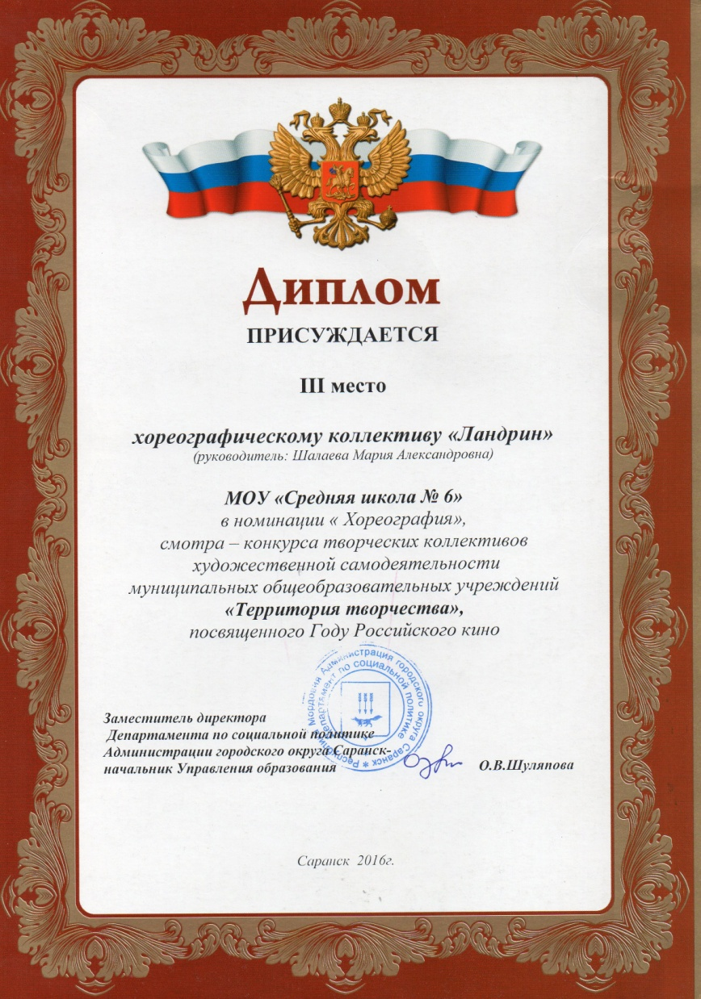 Диплом
ПРИСУЖДАЕТСЯ
III место
хореографическому коллективу «Ландрин»
(руководитель: Шалаева Мария Александровна)
МОУ «Средняя школа № 6»
в номинации « Хореография»,
смотра – конкурса творческих коллективов
художественной самодеятельности
муниципальных общеобразовательных учреждений
«Территория творчества»,
посвященного Году Российского кино
Республика Мордовия Администрация городского округа Саранск *
Департамент по социальной политике
Заместитель директора
Департамента по социальной политике
Администрации городского округа Саранск-
начальник Управления образования
О.В.Шуляпова
Саранск 2016г.